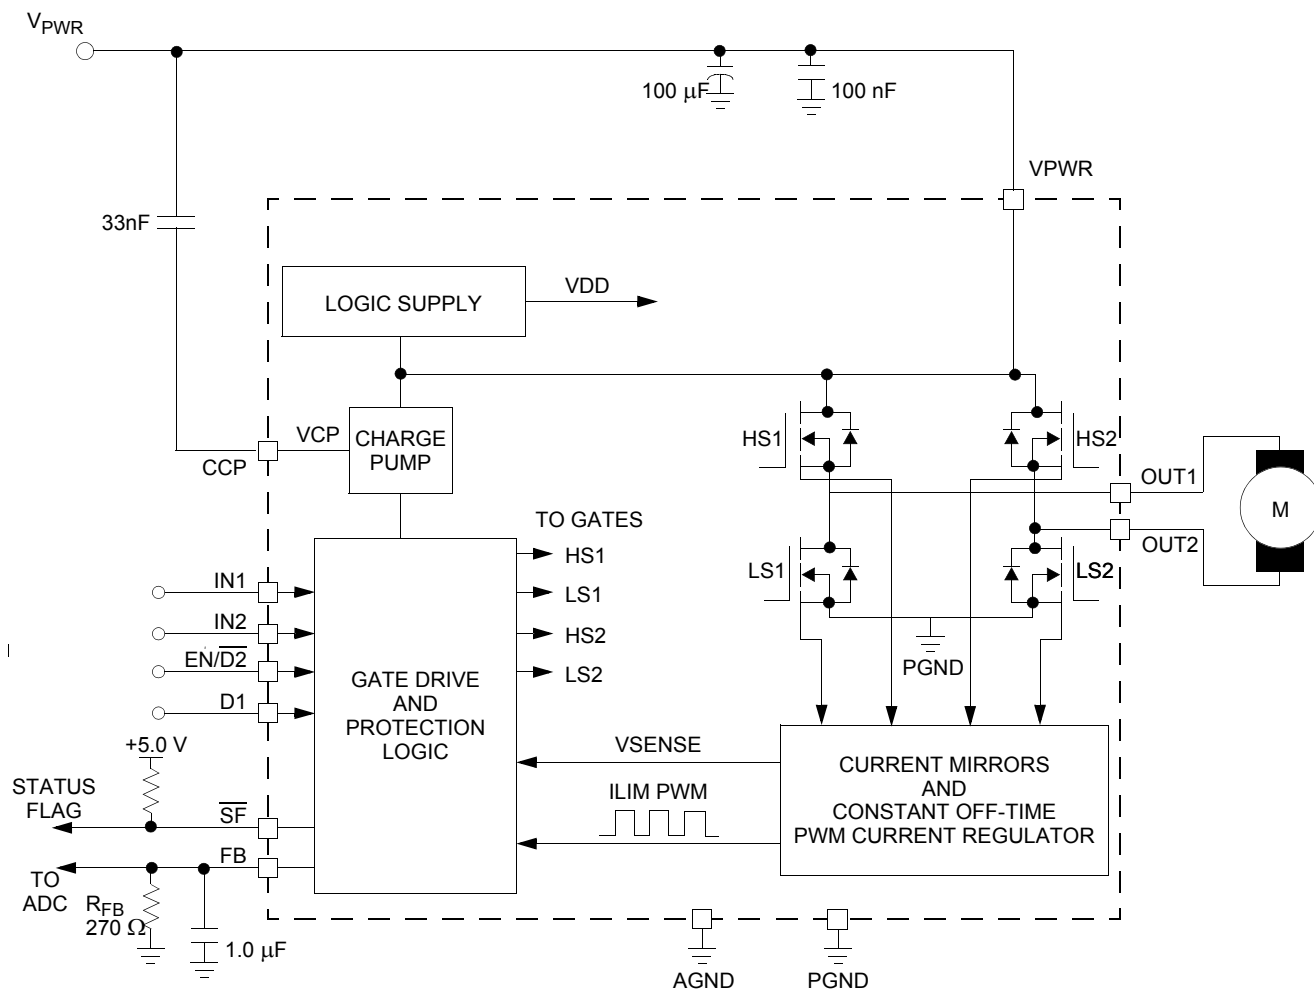 VPWR
100 μF
100 nF
VPWR
33nF
LOGIC SUPPLY
VDD
VCP
CHARGE
PUMP
CCP
HS1
HS2
OUT1
M
OUT2
TO GATES
HS1
LS1
HS2
LS2
LS1
LS2
PGND
IN1
IN2
EN/D2
D1
GATE DRIVE
AND
PROTECTION
LOGIC
+5.0 V
STATUS
FLAG
SF
FB
TO
ADC
RFB
270 Ω
1.0 μF
VSENSE
ILIM PWM
CURRENT MIRRORS
AND
CONSTANT OFF-TIME
PWM CURRENT REGULATOR
AGND
PGND